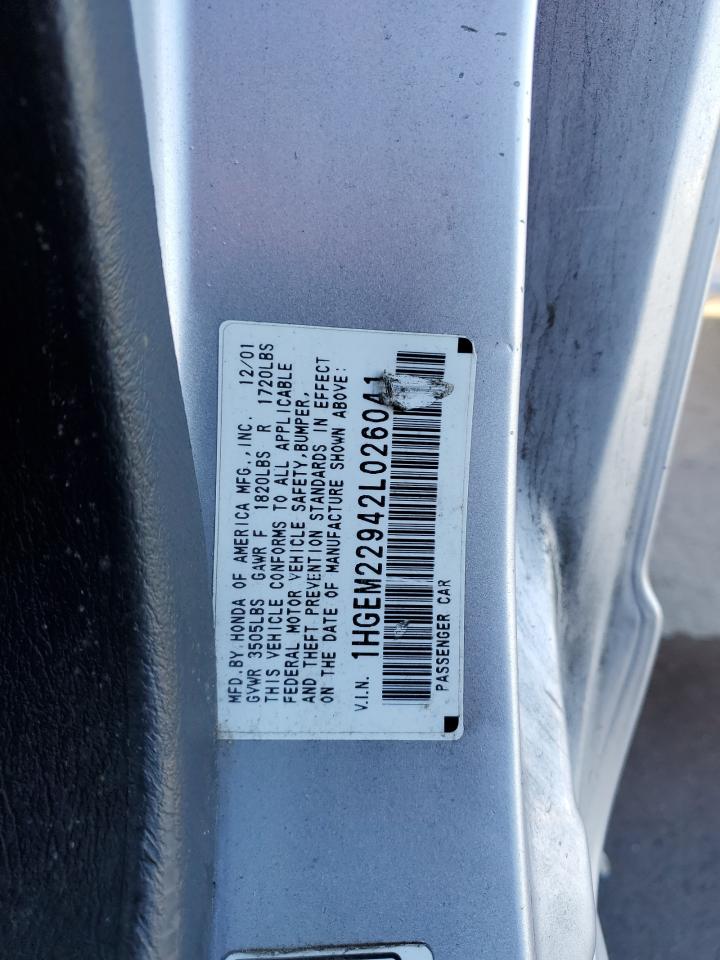 MFD.BY HONDA OF AMERICA MFG.,INC. 12/01
GVWR 3505LBS GAWR F 1820LBS R 1720LBS
THIS VEHICLE CONFORMS TO ALL APPLICABLE
FEDERAL MOTOR VEHICLE SAFETY,BUMPER,
AND THEFT PREVENTION STANDARDS IN EFFECT
ON THE DATE OF MANUFACTURE SHOWN ABOVE:
V.I.N. 1HGEM22942L026041
PASSENGER CAR